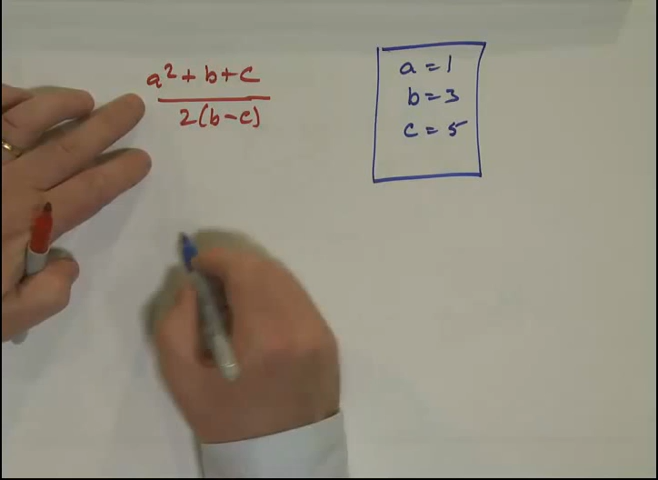 a² + b + c
2(b - c)
a = 1
b = 3
c = 5